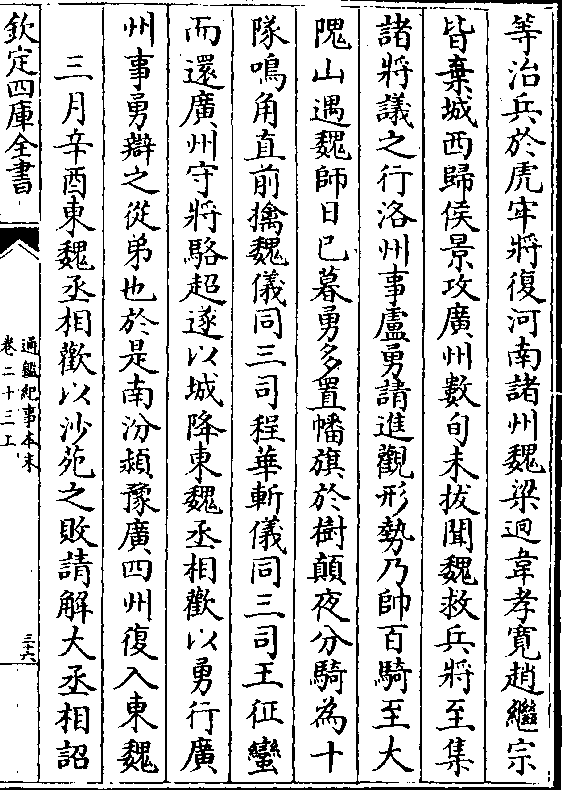 等治兵於虎牢將復河南諸州魏梁迥韋孝寛趙繼宗
皆棄城西歸侯景攻廣州數旬未拔聞魏救兵將至集
諸將議之行洛州事盧勇請進觀形勢乃帥百騎至大
隗山遇魏師日已暮勇多置幡旗於樹顛夜分騎為十
隊鳴角直前擒魏儀同三司程華斬儀同三司王征蠻
而還廣州守將駱超遂以城降東魏丞相歡以勇行廣
州事勇辯之從弟也於是南汾潁豫廣四州復入東魏
三月辛酉東魏丞相歡以沙苑之敗請解大丞相詔
欽定四庫全書
通鑑紀事本末
卷二十三上
三六